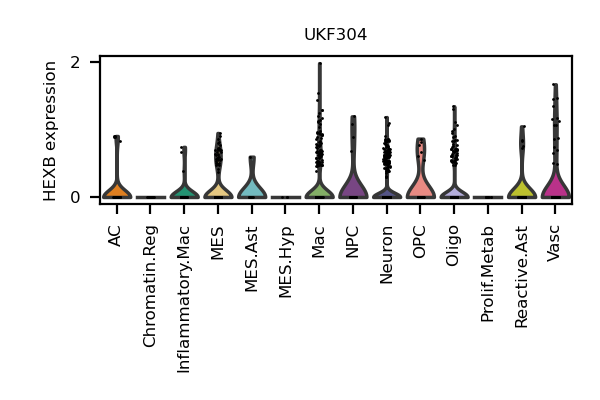 UKF304
HEXB expression
2
0
AC
Chromatin.Reg
Inflammatory.Mac
MES
MES.Ast
MES.Hyp
Mac
NPC
Neuron
OPC
Oligo
Prolif.Metab
Reactive.Ast
Vasc